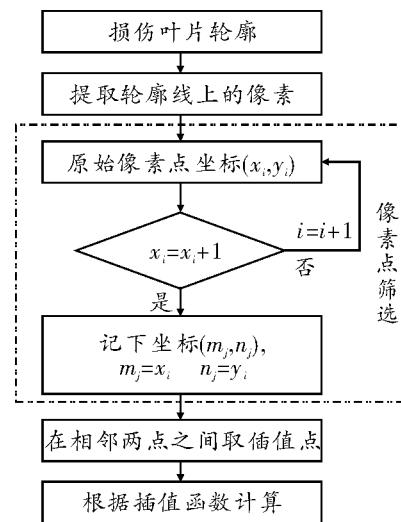 损伤叶片轮廓
提取轮廓线上的像素
原始像素点坐标(xᵢ,yᵢ)
xᵢ=xᵢ+1
i=i+1
否
是
像素点筛选
记下坐标(mⱼ,nⱼ),
mⱼ=xᵢ nⱼ=yᵢ
在相邻两点之间取插值点
根据插值函数计算